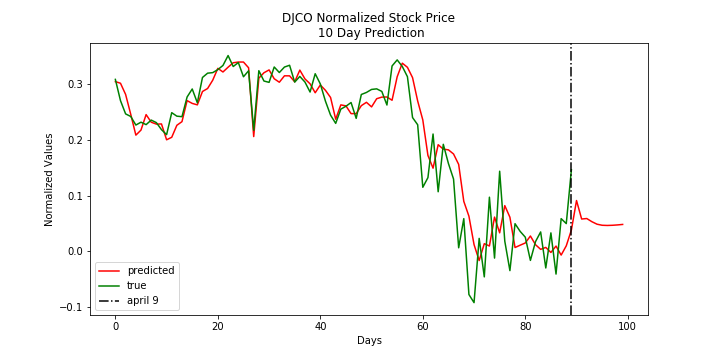 DJCO Normalized Stock Price
10 Day Prediction
Normalized Values
0.3
0.2
0.1
0.0
−0.1
predicted
true
april 9
0
20
40
60
80
100
Days